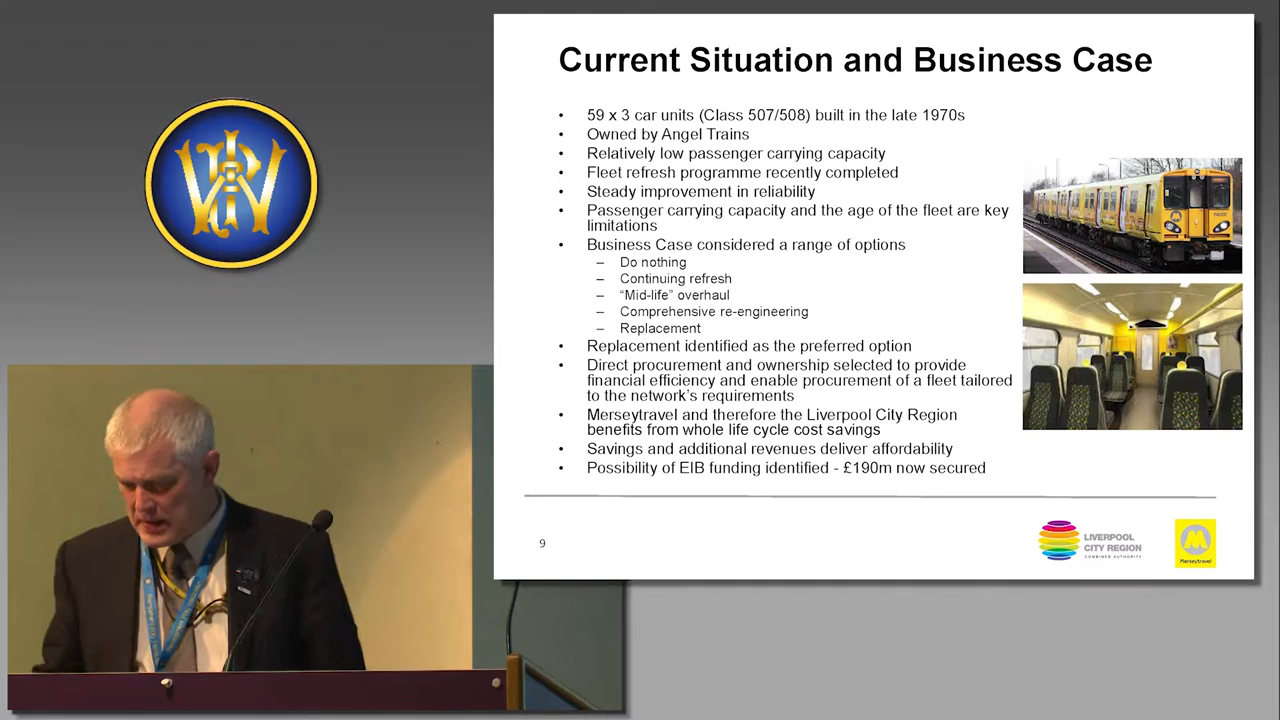 Current Situation and Business Case
• 59 x 3 car units (Class 507/508) built in the late 1970s
• Owned by Angel Trains
• Relatively low passenger carrying capacity
• Fleet refresh programme recently completed
• Steady improvement in reliability
• Passenger carrying capacity and the age of the fleet are key
limitations
• Business Case considered a range of options
– Do nothing
– Continuing refresh
– “Mid-life” overhaul
– Comprehensive re-engineering
– Replacement
• Replacement identified as the preferred option
• Direct procurement and ownership selected to provide
financial efficiency and enable procurement of a fleet tailored
to the network’s requirements
• Merseytravel and therefore the Liverpool City Region
benefits from whole life cycle cost savings
• Savings and additional revenues deliver affordability
• Possibility of EIB funding identified - £190m now secured
9
LIVERPOOL
CITY REGION
COMBINED AUTHORITY
M
Merseytravel